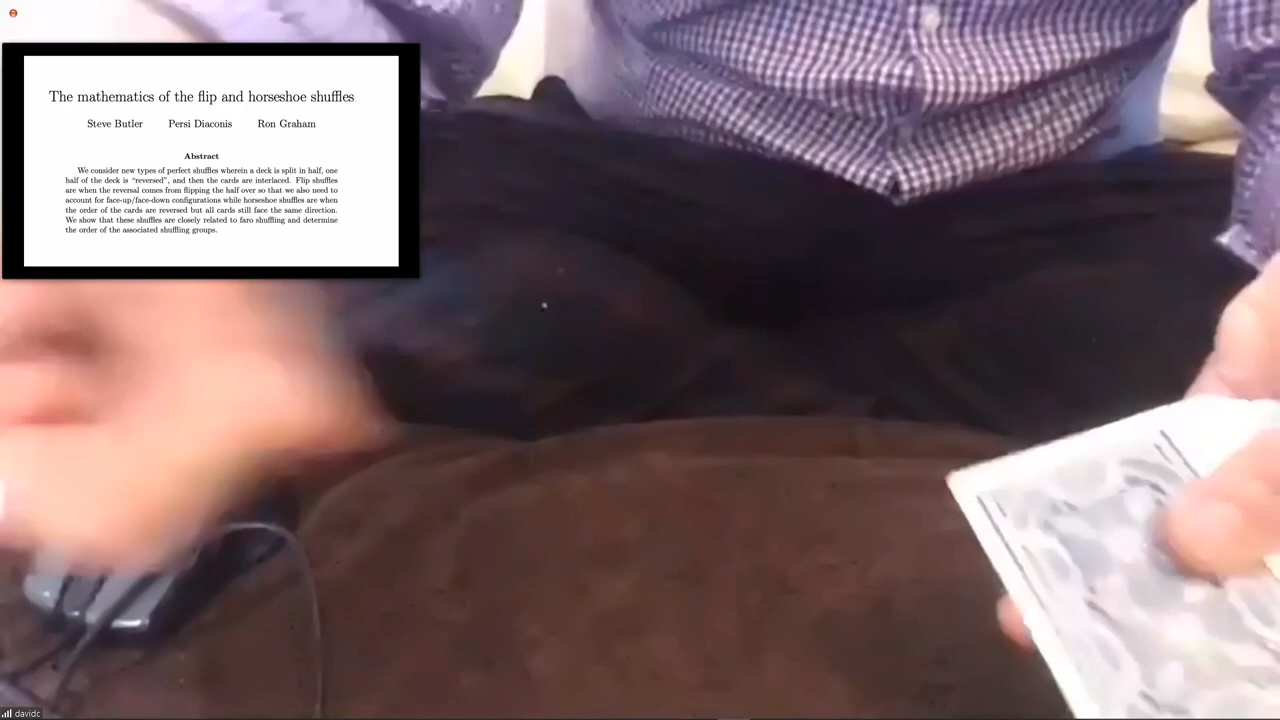 The mathematics of the flip and horseshoe shuffles
Steve Butler Persi Diaconis Ron Graham
Abstract
We consider new types of perfect shuffles wherein a deck is split in half, one
half of the deck is “reversed”, and then the cards are interlaced. Flip shuffles
are when the reversal comes from flipping the half over so that we also need to
account for face-up/face-down configurations while horseshoe shuffles are when
the order of the cards are reversed but all cards still face the same direction.
We show that these shuffles are closely related to faro shuffling and determine
the order of the associated shuffling groups.
davidc